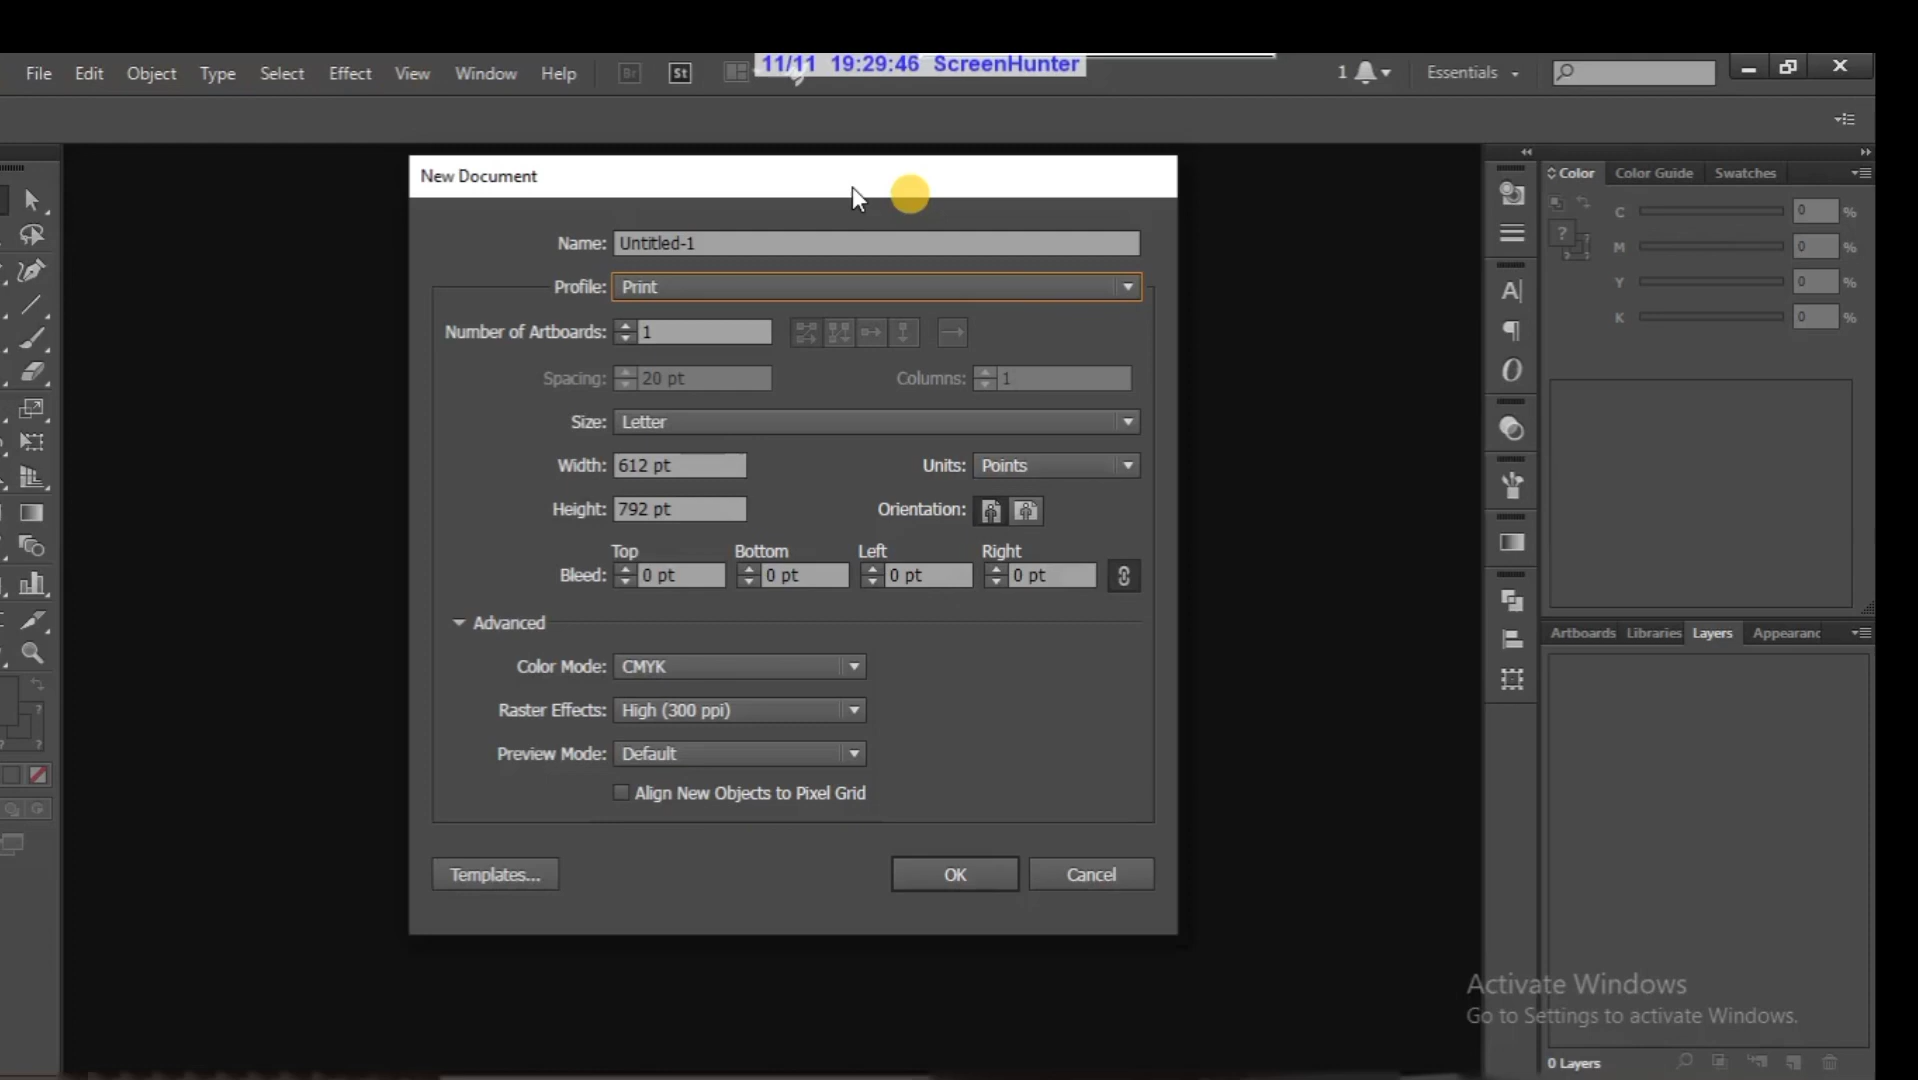 11/11 19:29:46 ScreenHunter
File Edit Object Type Select Effect View Window Help Br St 1 Essentials
New Document
Color Color Guide Swatches
Name: Untitled-1
C 0 %
M 0 %
Y 0 %
K 0 %
Profile: Print
Number of Artboards: 1
Spacing: 20 pt Columns: 1
Size: Letter
Width: 612 pt Units: Points
Height: 792 pt Orientation:
Top Bottom Left Right
Bleed: 0 pt 0 pt 0 pt 0 pt
Advanced
Artboards Libraries Layers Appearanc
Color Mode: CMYK
Raster Effects: High (300 ppi)
Preview Mode: Default
Align New Objects to Pixel Grid
Templates... OK Cancel
Activate Windows
Go to Settings to activate Windows.
0 Layers